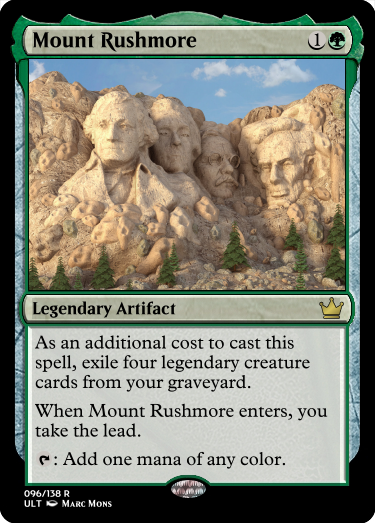 Mount Rushmore 1
Legendary Artifact
As an additional cost to cast this
spell, exile four legendary creature
cards from your graveyard.
When Mount Rushmore enters, you
take the lead.
: Add one mana of any color.
096/138 R
ULT Marc Mons